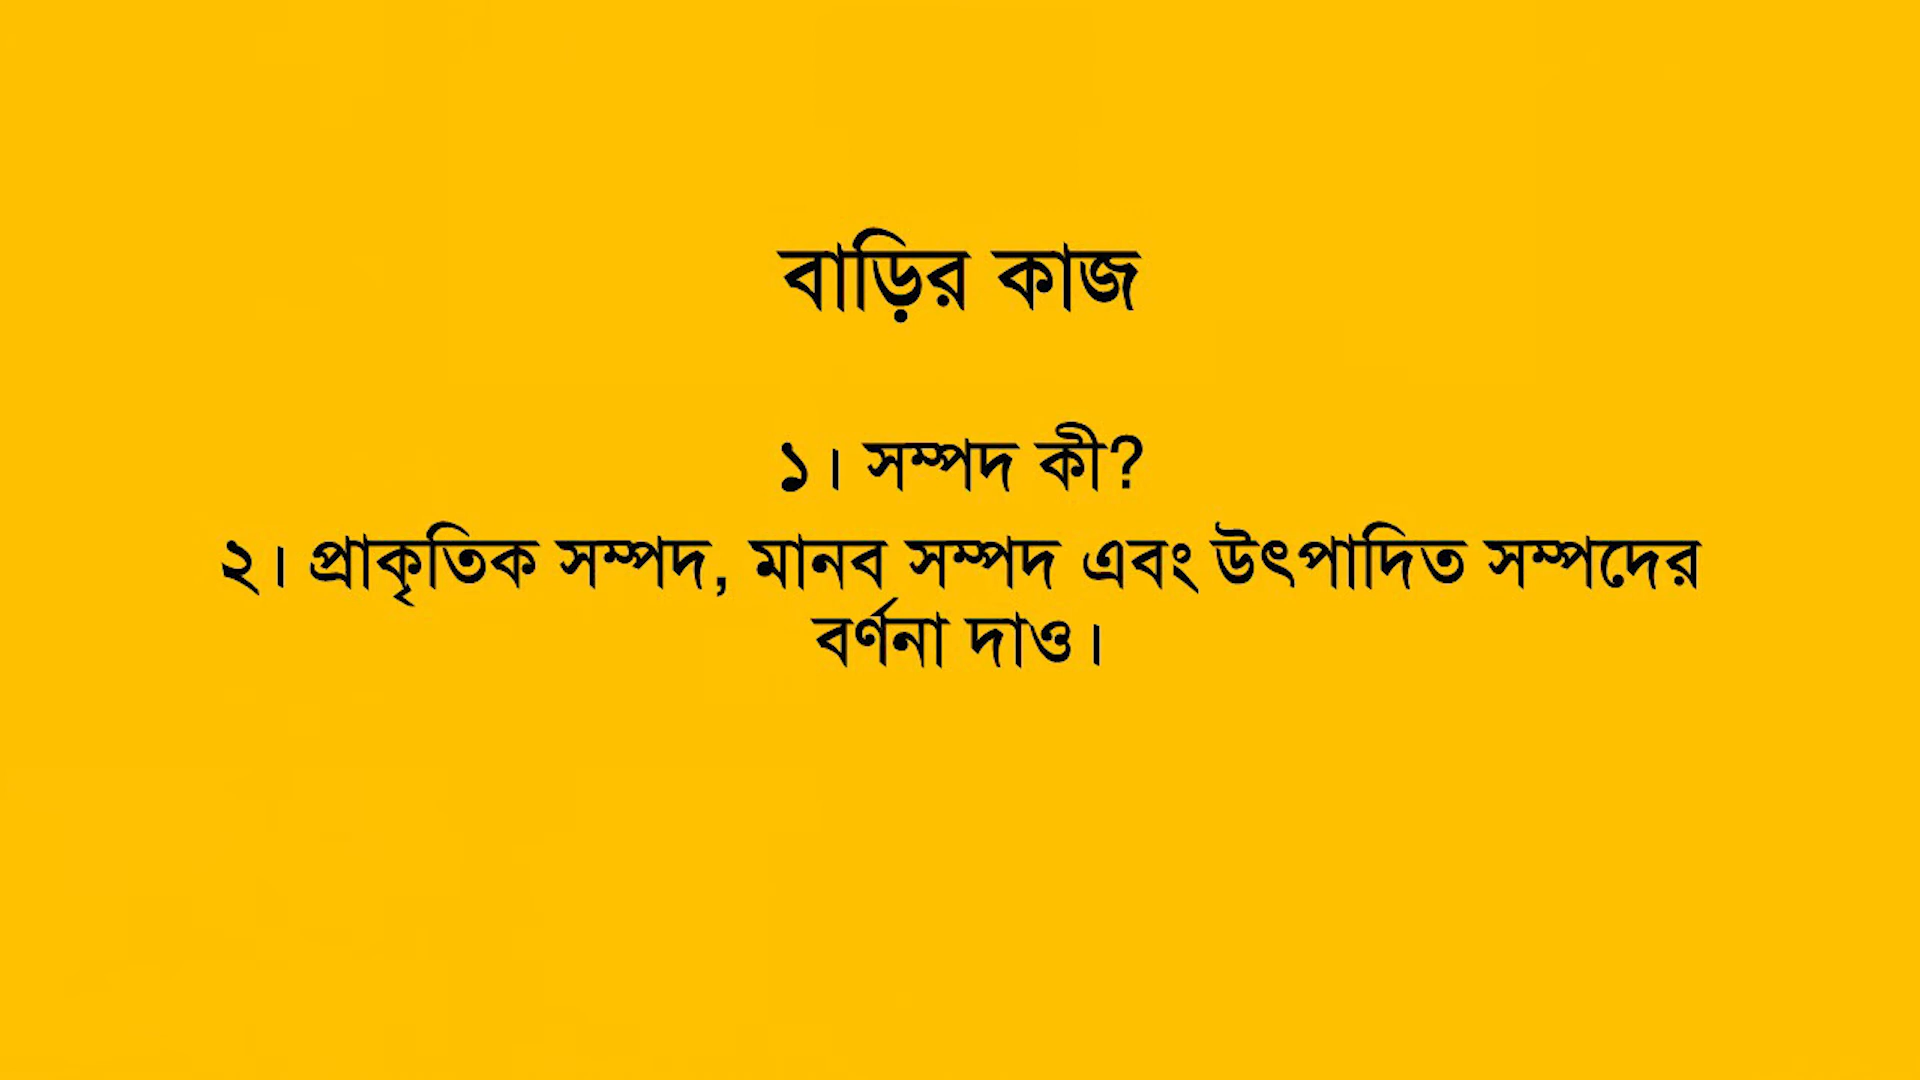 বাড়ির কাজ
১। সম্পদ কী?
২। প্রাকৃতিক সম্পদ, মানব সম্পদ এবং উৎপাদিত সম্পদের
বর্ণনা দাও।